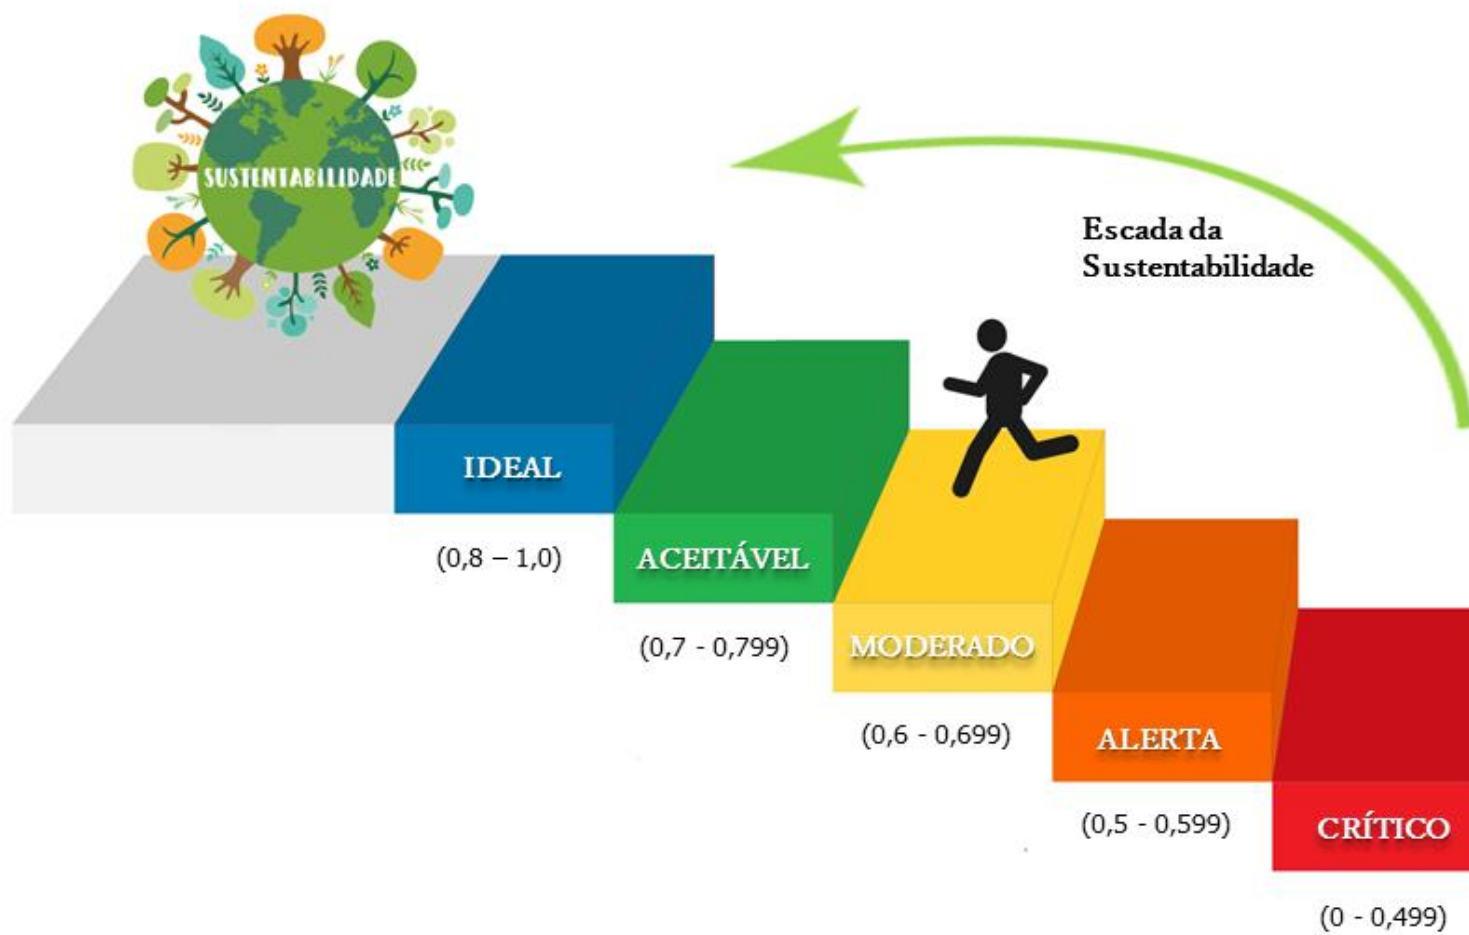 SUSTENTABILIDADE
Escada da
Sustentabilidade
IDEAL
(0,8 – 1,0)
ACEITÁVEL
(0,7 - 0,799)
MODERADO
(0,6 - 0,699)
ALERTA
(0,5 - 0,599)
CRÍTICO
(0 - 0,499)